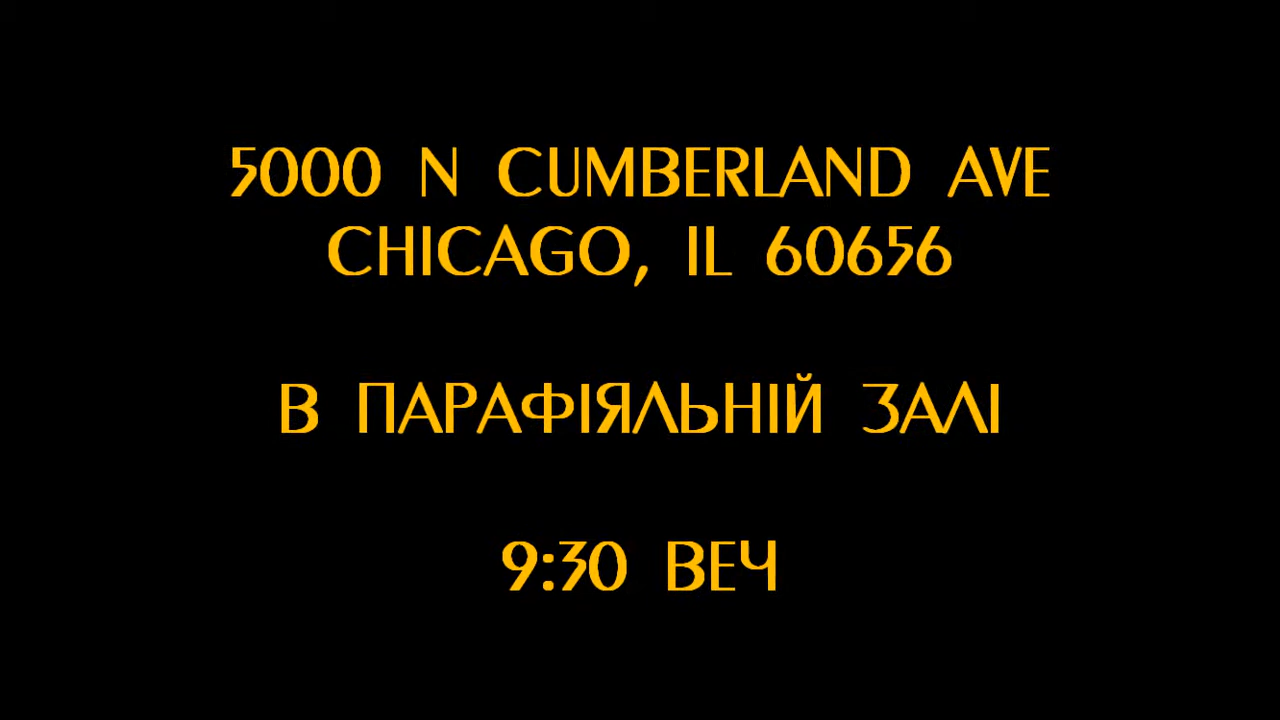 5000 N CUMBERLAND AVE
CHICAGO, IL 60656
В ПАРАФІЯЛЬНІЙ ЗАЛІ
9:30 ВЕЧ